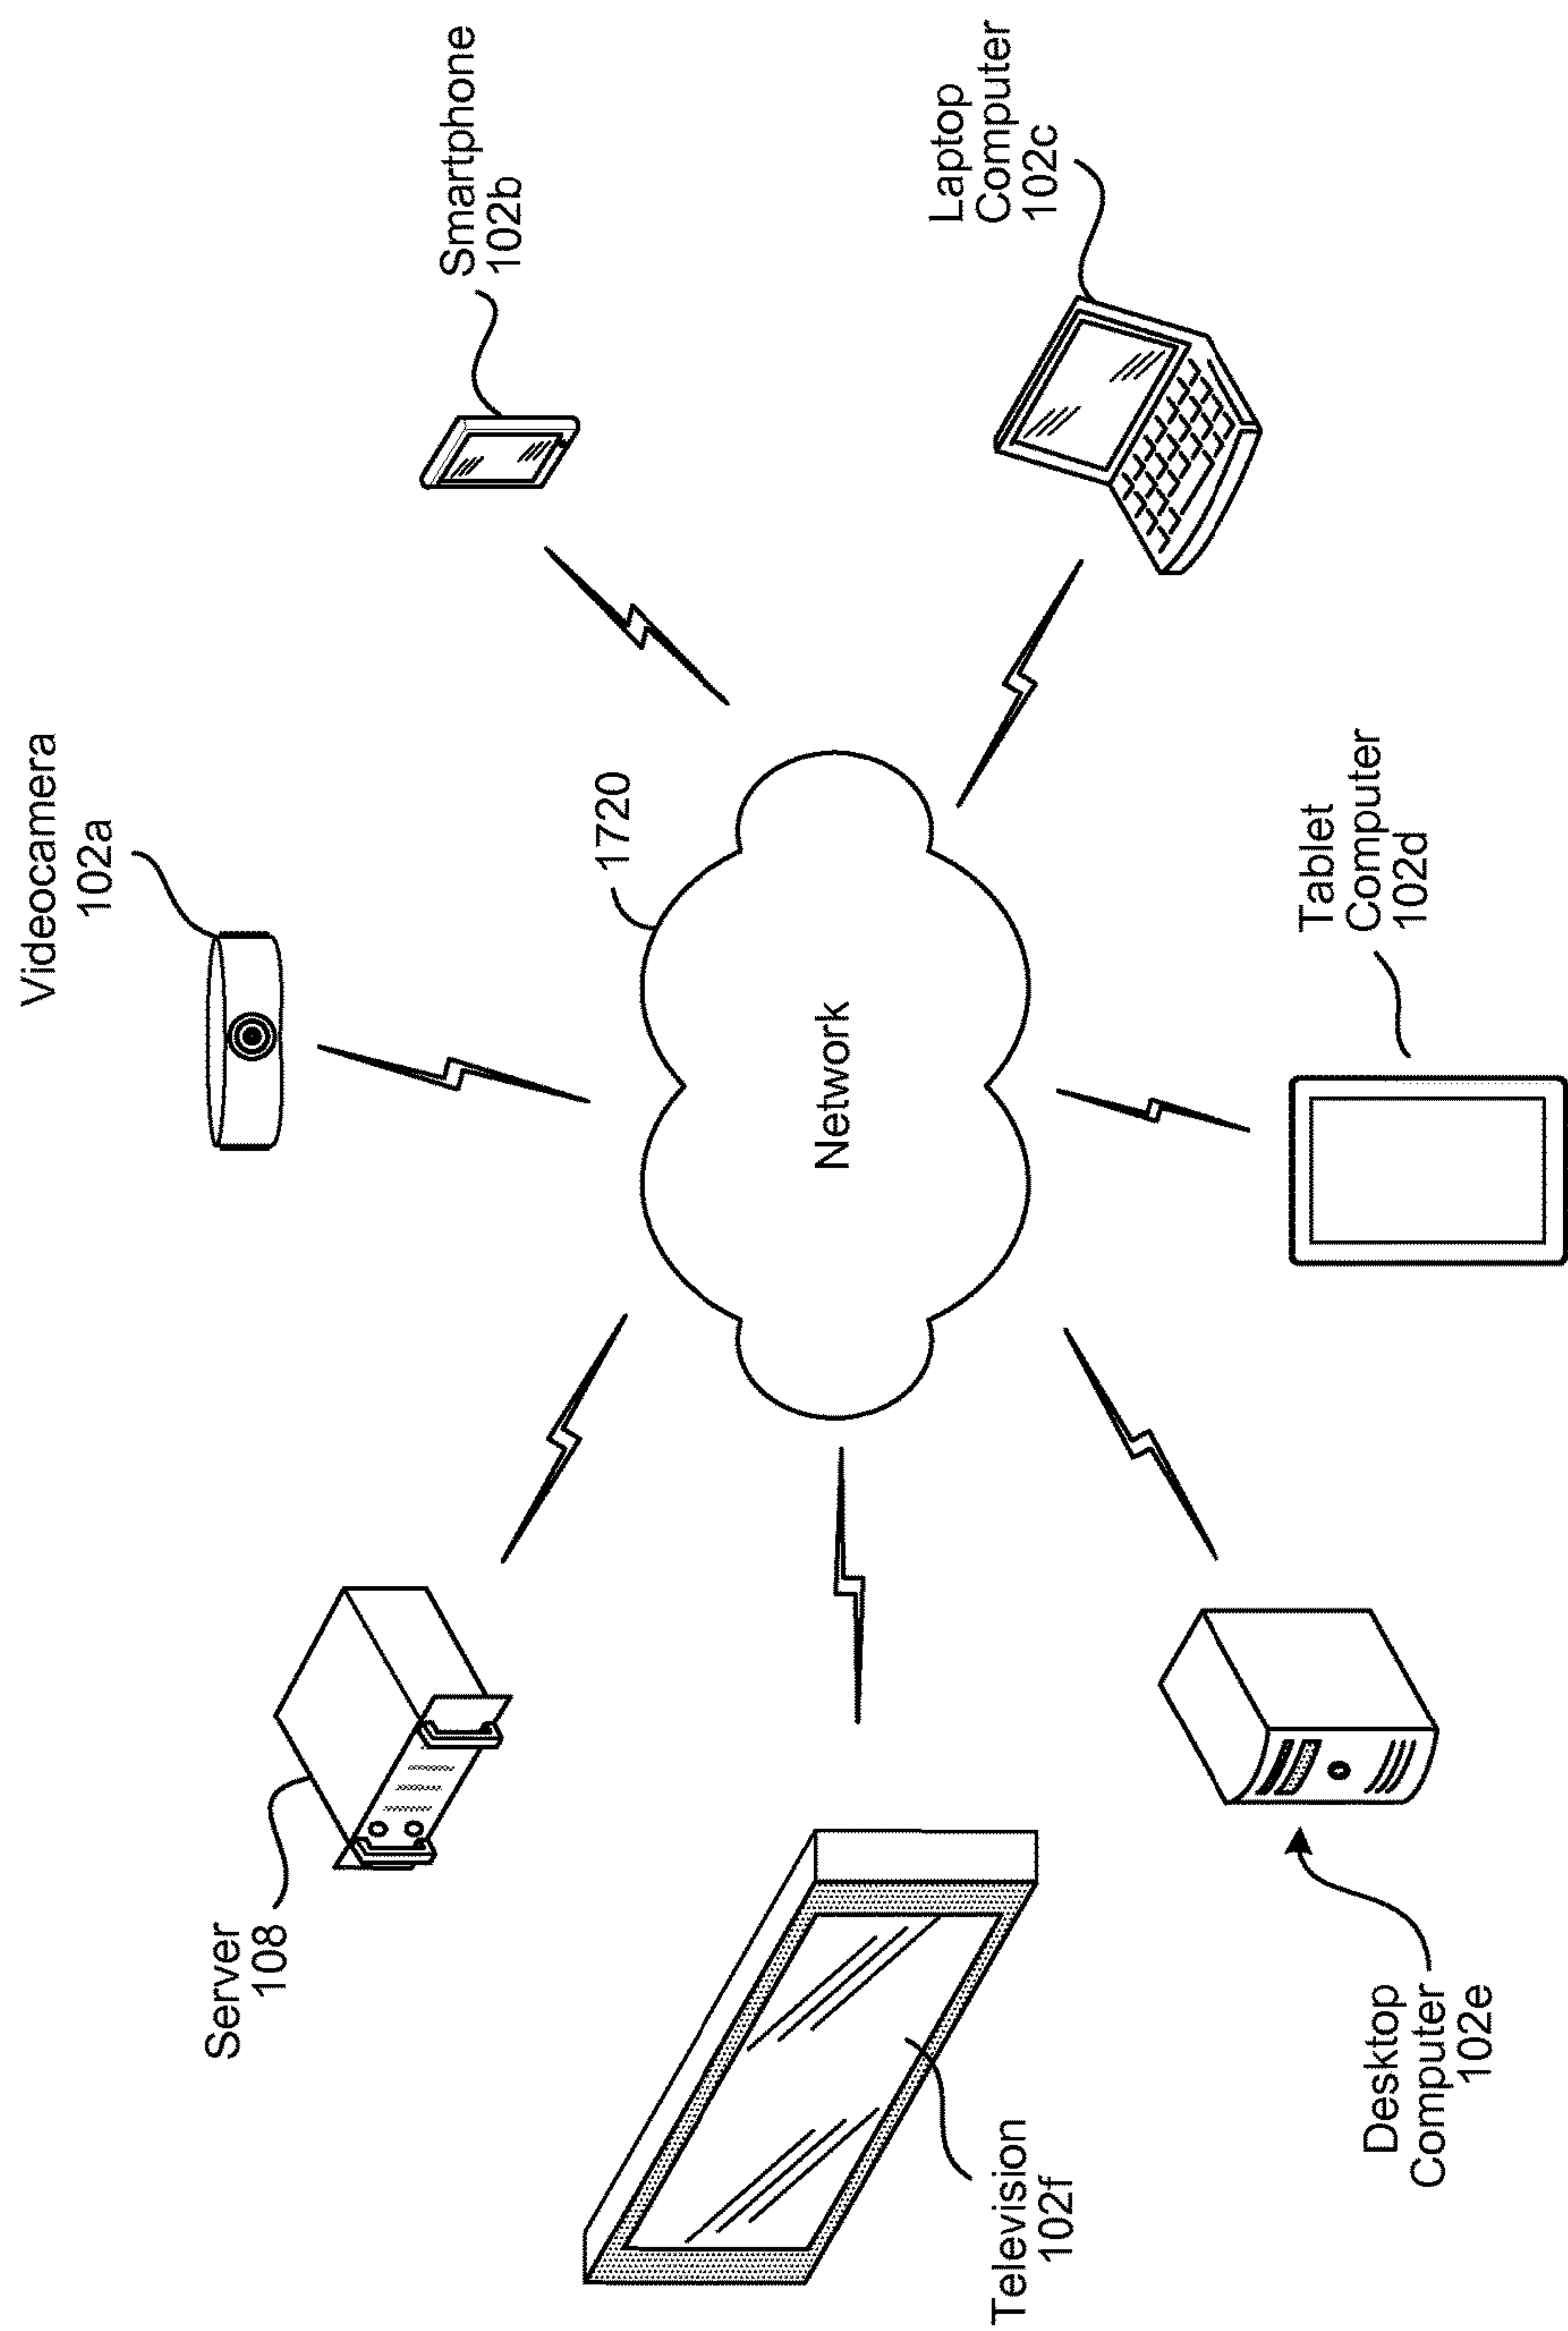 Server
108
Videocamera
102a
Smartphone
102b
1720
Network
Television
102f
Laptop
Computer
102c
Desktop
Computer
102e
Tablet
Computer
102d